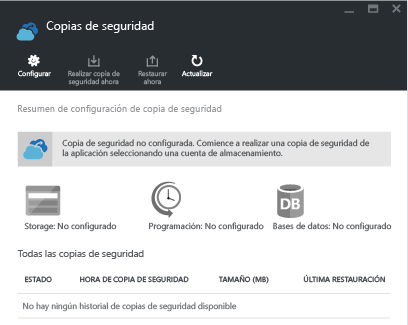 Copias de seguridad
Configurar
Realizar copia de
seguridad ahora
Restaurar
ahora
Actualizar
Resumen de configuración de copia de seguridad
Copia de seguridad no configurada. Comience a realizar una copia de seguridad de
la aplicación seleccionando una cuenta de almacenamiento.
DB
Storage: No configurado
Programación: No configurado
Bases de datos: No configurado
Todas las copias de seguridad
ESTADO
HORA DE COPIA DE SEGURIDAD
TAMAÑO (MB)
ÚLTIMA RESTAURACIÓN
No hay ningún historial de copias de seguridad disponible